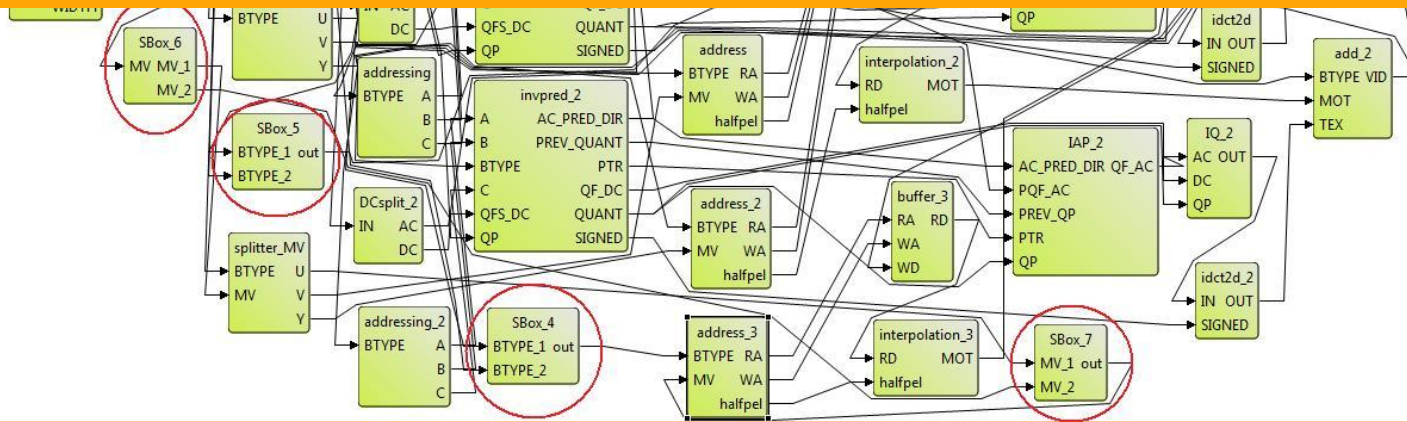 WIDTH
SBox_6
MV MV_1
MV_2
BTYPE U
V
Y
IN AC
DC
QFS_DC QUANT
QP SIGNED
addressing
BTYPE A
B
C
address
BTYPE RA
MV WA
halfpel
interpolation_2
RD MOT
halfpel
QP
idct2d
IN OUT
SIGNED
add_2
BTYPE VID
MOT
TEX
SBox_5
BTYPE_1 out
BTYPE_2
invpred_2
A AC_PRED_DIR
B PREV_QUANT
BTYPE PTR
C QF_DC
QFS_DC QUANT
QP SIGNED
IAP_2
AC_PRED_DIR QF_AC
PQF_AC
PREV_QP
PTR
QP
IQ_2
AC OUT
DC
QP
DCsplit_2
IN AC
DC
address_2
BTYPE RA
MV WA
halfpel
buffer_3
RA RD
WA
WD
splitter_MV
BTYPE U
MV V
Y
idct2d_2
IN OUT
SIGNED
addressing_2
BTYPE A
B
C
SBox_4
BTYPE_1 out
BTYPE_2
address_3
BTYPE RA
MV WA
halfpel
interpolation_3
RD MOT
halfpel
SBox_7
MV_1 out
MV_2